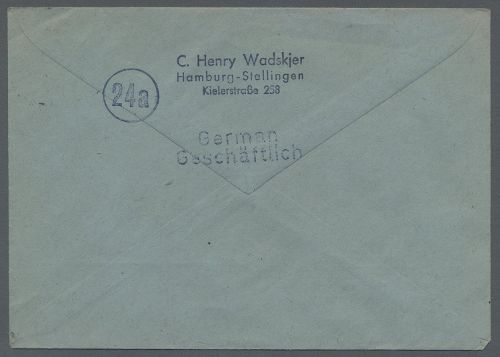 C. Henry Wadskjer
Hamburg-Stellingen
Kielerstraße 258
24a
German
Geschäftlich